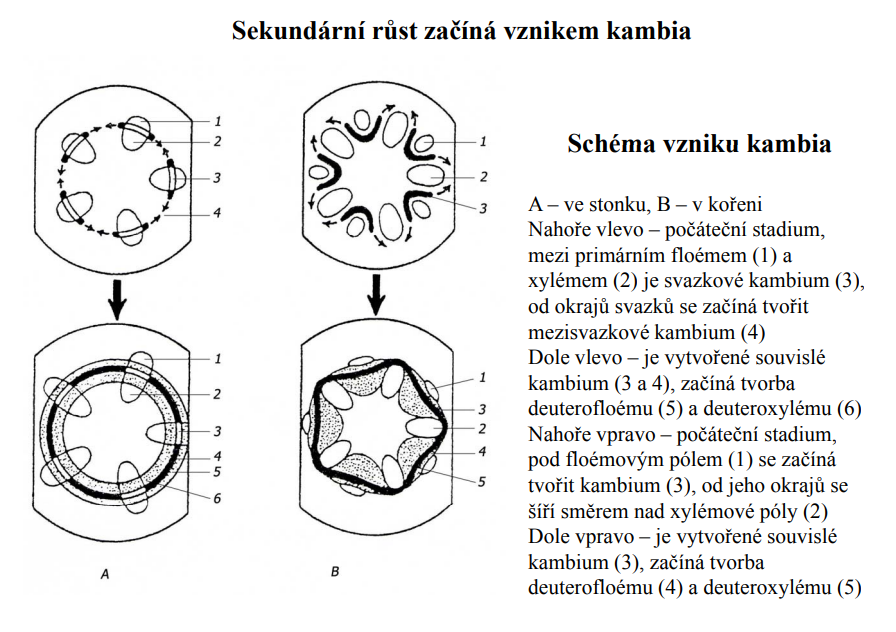 Sekundární růst začíná vznikem kambia
1
2
3
4
1
2
3
1
2
3
4
5
6
1
3
2
4
5
A
B
Schéma vzniku kambia
A – ve stonku, B – v kořeni
Nahoře vlevo – počáteční stadium,
mezi primárním floémem (1) a
xylémem (2) je svazkové kambium (3),
od okrajů svazků se začíná tvořit
mezisvazkové kambium (4)
Dole vlevo – je vytvořené souvislé
kambium (3 a 4), začíná tvorba
deuterofloému (5) a deuteroxylému (6)
Nahoře vpravo – počáteční stadium,
pod floémovým pólem (1) se začíná
tvořit kambium (3), od jeho okrajů se
šíří směrem nad xylémové póly (2)
Dole vpravo – je vytvořené souvislé
kambium (3), začíná tvorba
deuterofloému (4) a deuteroxylému (5)